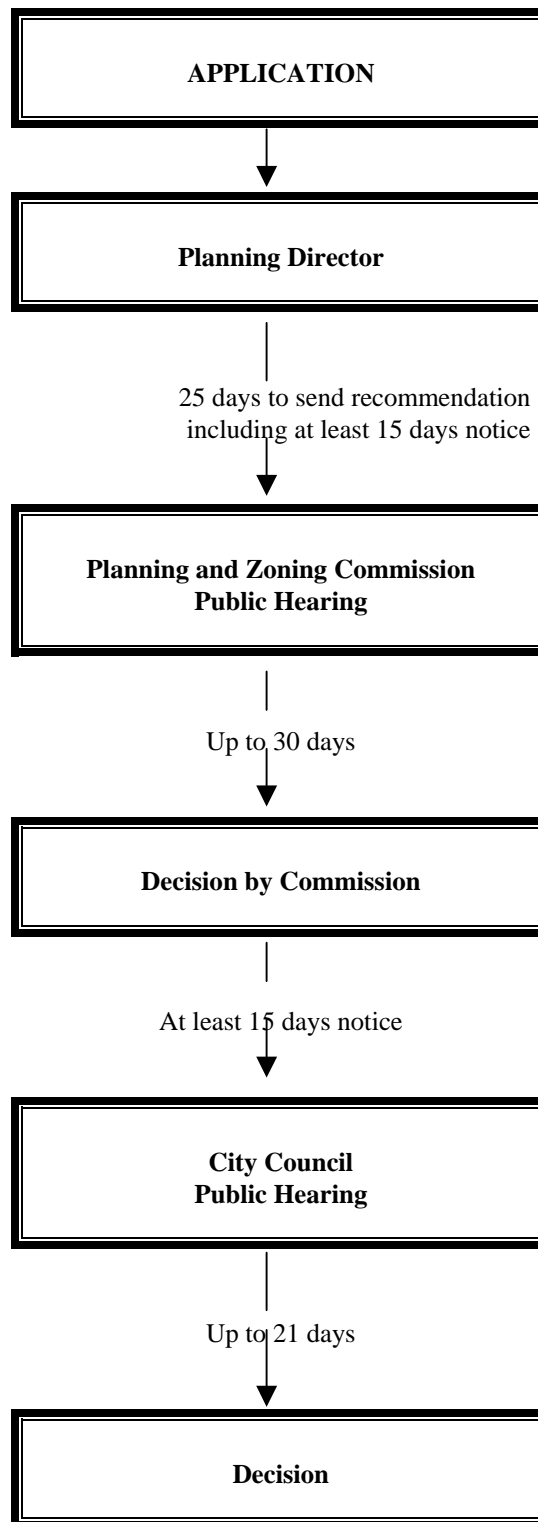 APPLICATION
Planning Director
25 days to send recommendation
including at least 15 days notice
Planning and Zoning Commission
Public Hearing
Up to 30 days
Decision by Commission
At least 15 days notice
City Council
Public Hearing
Up to 21 days
Decision